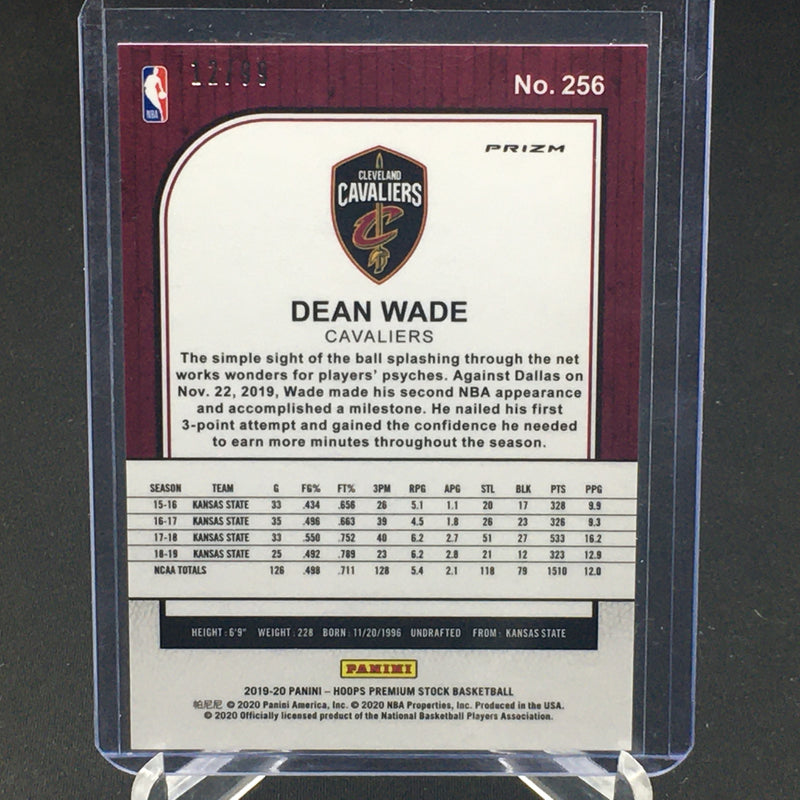 12/99
No. 256
NBA
PRIZM
CLEVELAND
CAVALIERS
C
DEAN WADE
CAVALIERS
The simple sight of the ball splashing through the net
works wonders for players' psyches. Against Dallas on
Nov. 22, 2019, Wade made his second NBA appearance
and accomplished a milestone. He nailed his first
3-point attempt and gained the confidence he needed
to earn more minutes throughout the season.
SEASON TEAM G FG% FT% 3PM RPG APG STL BLK PTS PPG
15-16 KANSAS STATE 33 .434 .656 26 5.1 1.1 20 17 328 9.9
16-17 KANSAS STATE 35 .496 .663 39 4.5 1.8 26 23 326 9.3
17-18 KANSAS STATE 33 .550 .752 40 6.2 2.7 51 27 533 16.2
18-19 KANSAS STATE 25 .492 .789 23 6.2 2.8 21 12 323 12.9
NCAA TOTALS 126 .498 .711 128 5.4 2.1 118 79 1510 12.0
HEIGHT: 6'9" WEIGHT: 228 BORN: 11/20/1996 UNDRAFTED FROM: KANSAS STATE
PANINI
2019-20 PANINI – HOOPS PREMIUM STOCK BASKETBALL
帕尼尼 © 2020 Panini America, Inc. © 2020 NBA Properties, Inc. Produced in the USA.
© 2020 Officially licensed product of the National Basketball Players Association.